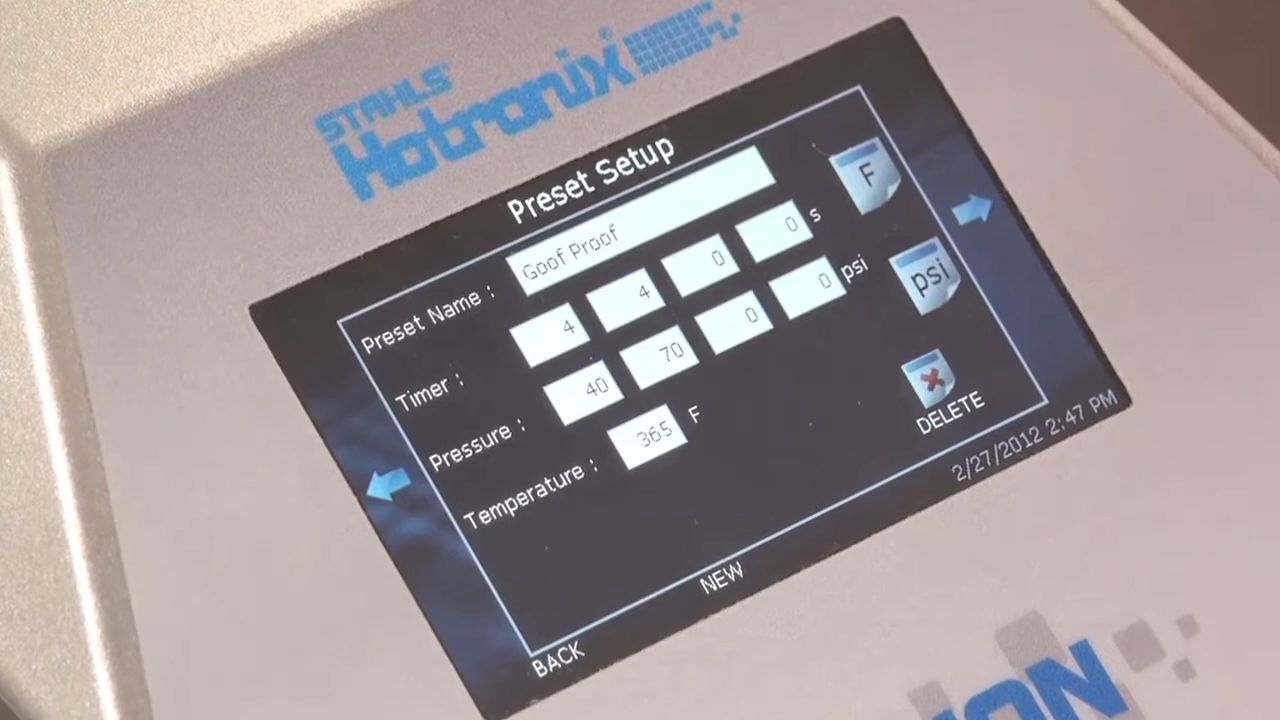 STAHLS'
Hotronix
Preset Setup
Preset Name : Goof Proof
Timer : 4 4 0 0 s
Pressure : 40 70 0 0 psi
Temperature : 365 F
F
psi
DELETE
2/27/2012 2:47 PM
NEW
BACK